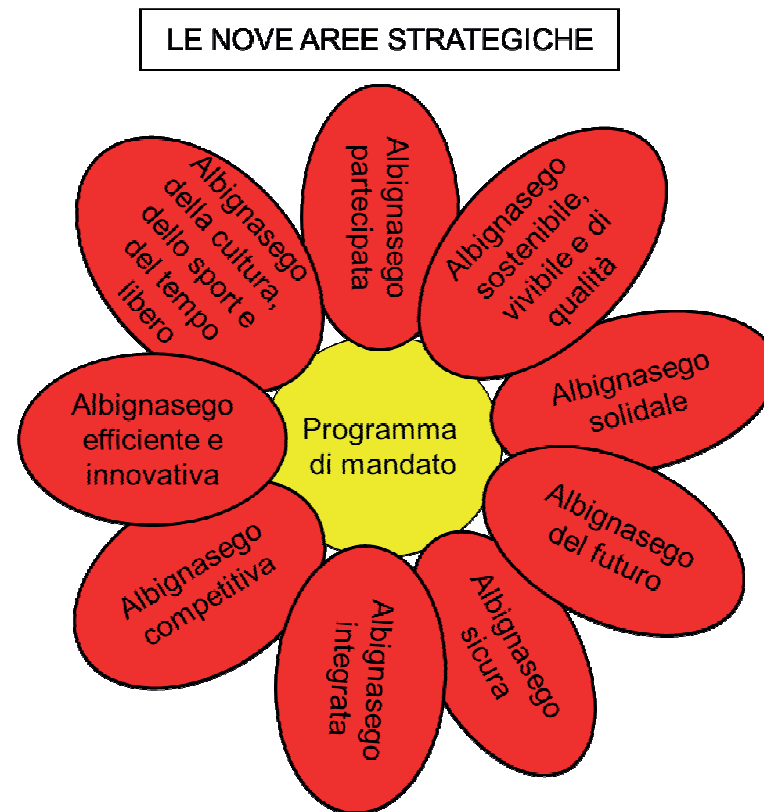 LE NOVE AREE STRATEGICHE
Albignasego
partecipata
Albignasego
sostenibile,
vivibile e di
qualità
Albignasego
solidale
Albignasego
del futuro
Albignasego
sicura
Albignasego
integrata
Albignasego
competitiva
Albignasego
efficiente e
innovativa
Albignasego
della cultura,
dello sport e
del tempo
libero
Programma
di mandato